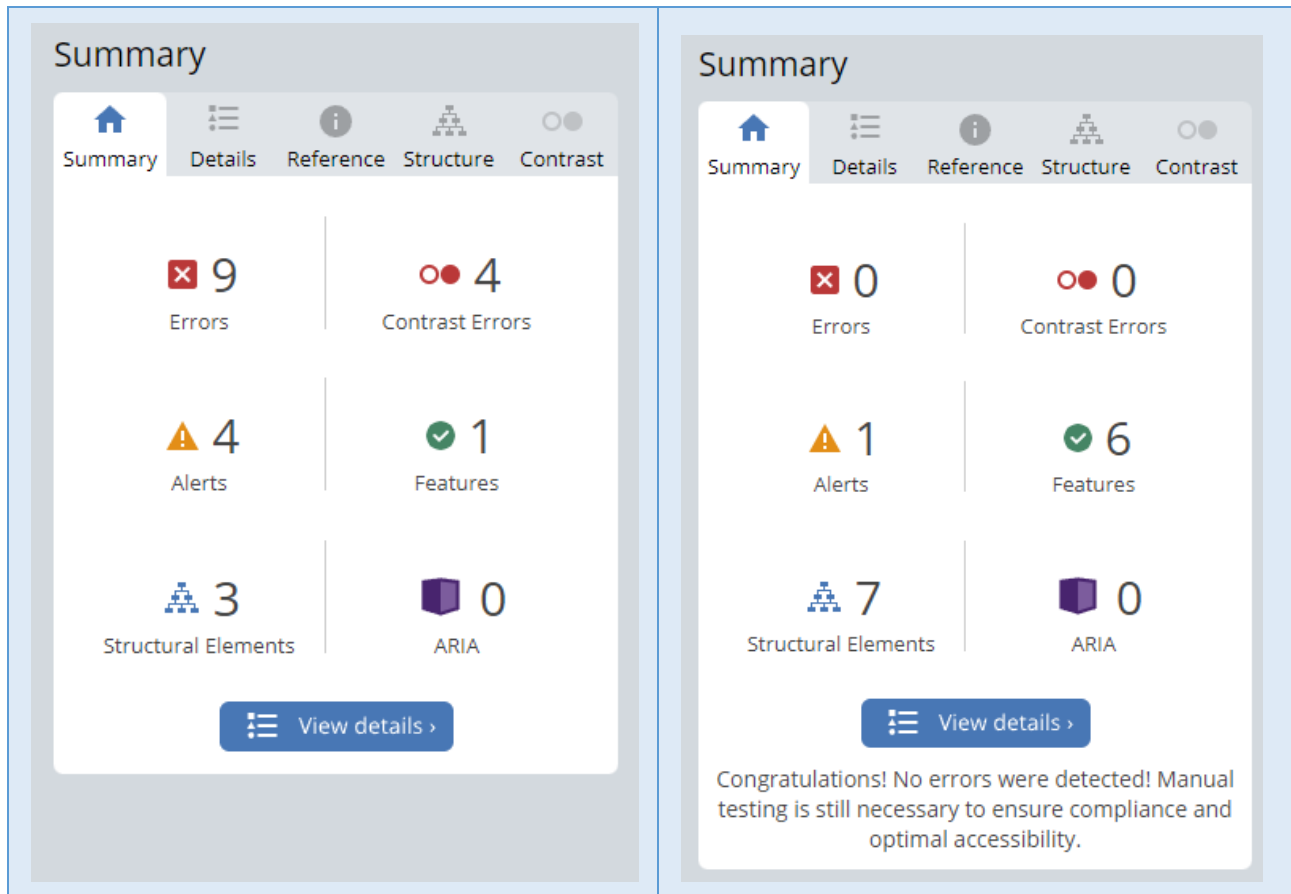 Summary
Summary Details Reference Structure Contrast
9 4
Errors Contrast Errors
4 1
Alerts Features
3 0
Structural Elements ARIA
View details ›
Summary
Summary Details Reference Structure Contrast
0 0
Errors Contrast Errors
1 6
Alerts Features
7 0
Structural Elements ARIA
View details ›
Congratulations! No errors were detected! Manual
testing is still necessary to ensure compliance and
optimal accessibility.